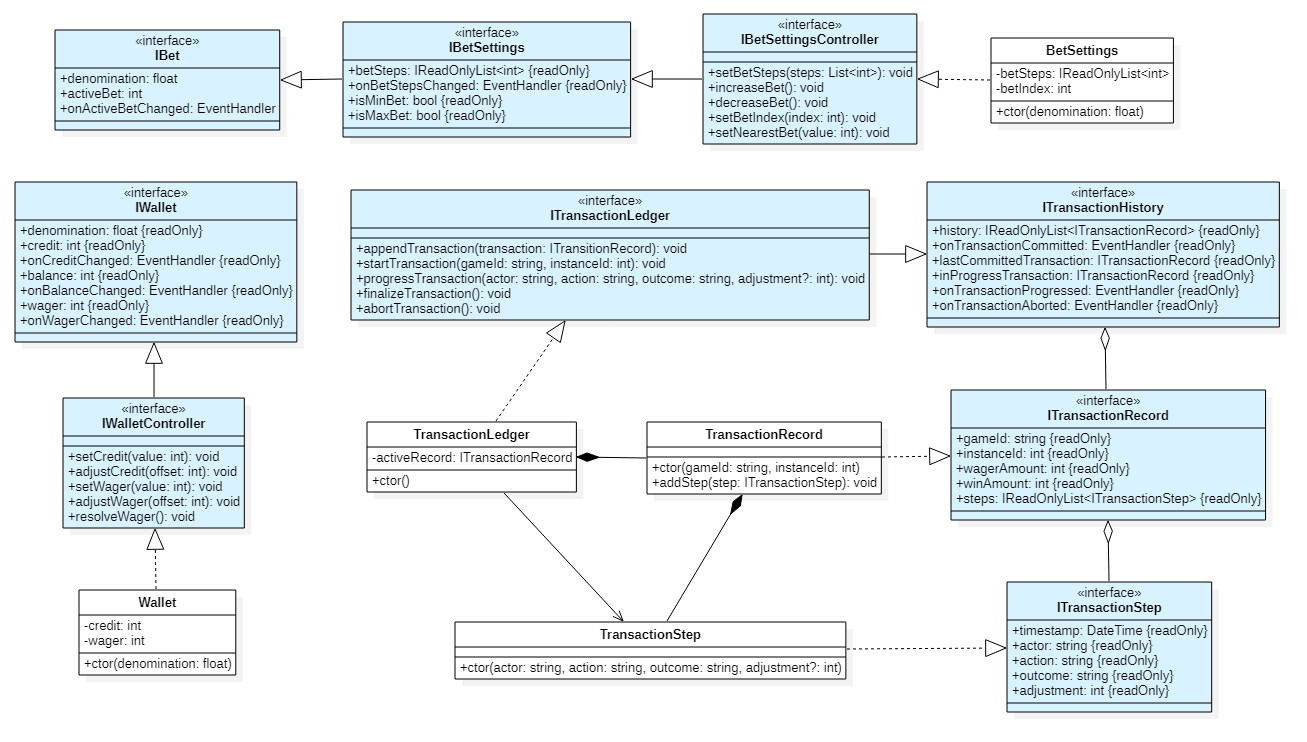 «interface»
IBet
+denomination: float
+activeBet: int
+onActiveBetChanged: EventHandler
«interface»
IBetSettings
+betSteps: IReadOnlyList<int> {readOnly}
+onBetStepsChanged: EventHandler {readOnly}
+isMinBet: bool {readOnly}
+isMaxBet: bool {readOnly}
«interface»
IBetSettingsController
+setBetSteps(steps: List<int>): void
+increaseBet(): void
+decreaseBet(): void
+setBetIndex(index: int): void
+setNearestBet(value: int): void
BetSettings
-betSteps: IReadOnlyList<int>
-betIndex: int
+ctor(denomination: float)
«interface»
IWallet
+denomination: float {readOnly}
+credit: int {readOnly}
+onCreditChanged: EventHandler {readOnly}
+balance: int {readOnly}
+onBalanceChanged: EventHandler {readOnly}
+wager: int {readOnly}
+onWagerChanged: EventHandler {readOnly}
«interface»
ITransactionLedger
+appendTransaction(transaction: ITransitionRecord): void
+startTransaction(gameId: string, instanceId: int): void
+progressTransaction(actor: string, action: string, outcome: string, adjustment?: int): void
+finalizeTransaction(): void
+abortTransaction(): void
«interface»
ITransactionHistory
+history: IReadOnlyList<ITransactionRecord> {readOnly}
+onTransactionCommitted: EventHandler {readOnly}
+lastCommittedTransaction: ITransactionRecord {readOnly}
+inProgressTransaction: ITransactionRecord {readOnly}
+onTransactionProgressed: EventHandler {readOnly}
+onTransactionAborted: EventHandler {readOnly}
«interface»
IWalletController
+setCredit(value: int): void
+adjustCredit(offset: int): void
+setWager(value: int): void
+adjustWager(offset: int): void
+resolveWager(): void
TransactionLedger
-activeRecord: ITransactionRecord
+ctor()
TransactionRecord
+ctor(gameId: string, instanceId: int)
+addStep(step: ITransactionStep): void
«interface»
ITransactionRecord
+gameId: string {readOnly}
+instanceId: int {readOnly}
+wagerAmount: int {readOnly}
+winAmount: int {readOnly}
+steps: IReadOnlyList<ITransactionStep> {readOnly}
Wallet
-credit: int
-wager: int
+ctor(denomination: float)
TransactionStep
+ctor(actor: string, action: string, outcome: string, adjustment?: int)
«interface»
ITransactionStep
+timestamp: DateTime {readOnly}
+actor: string {readOnly}
+action: string {readOnly}
+outcome: string {readOnly}
+adjustment: int {readOnly}